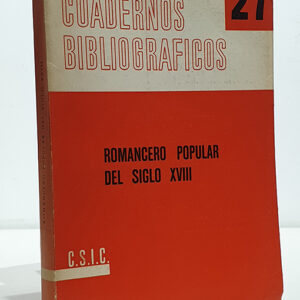 CUADERNOS
BIBLIOGRAFICOS
27
ROMANCERO POPULAR
DEL SIGLO XVIII
C.S.I.C.